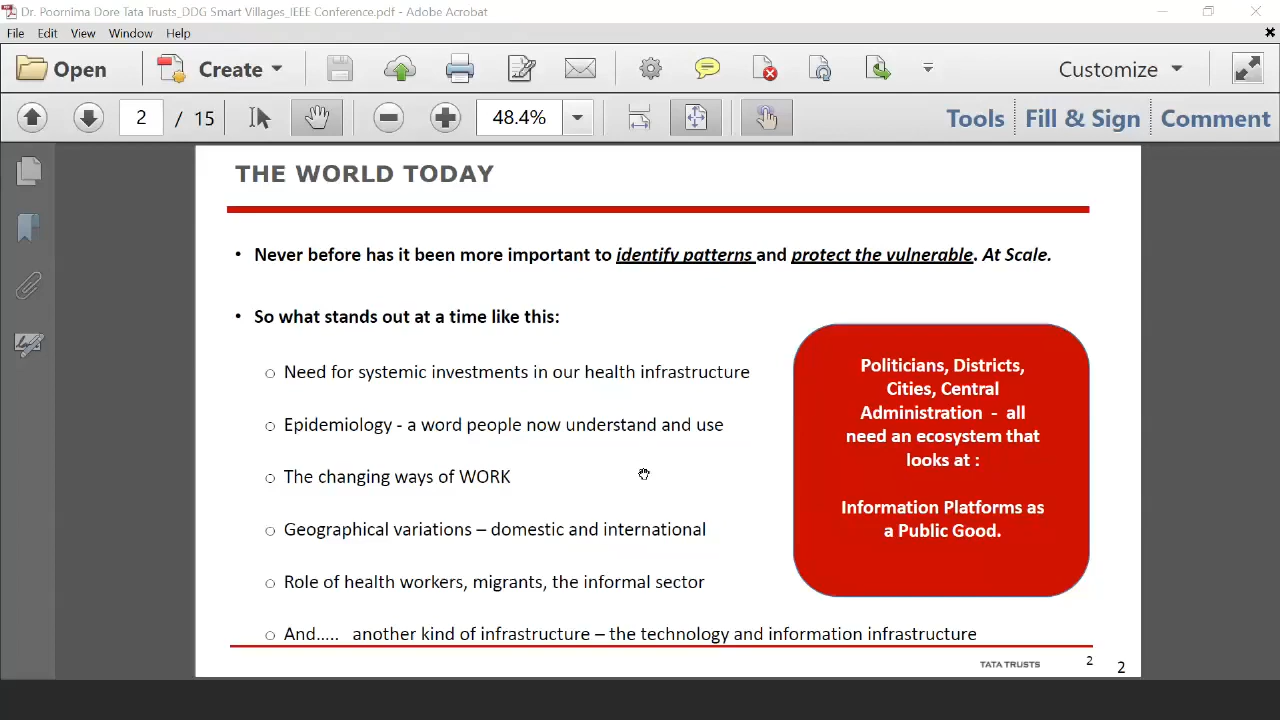 Dr. Poornima Dore Tata Trusts_DDG Smart Villages_IEEE Conference.pdf - Adobe Acrobat
File Edit View Window Help
Open Create Customize
2 / 15 48.4% Tools Fill & Sign Comment
THE WORLD TODAY
• Never before has it been more important to identify patterns and protect the vulnerable. At Scale.
• So what stands out at a time like this:
○ Need for systemic investments in our health infrastructure
○ Epidemiology - a word people now understand and use
○ The changing ways of WORK
○ Geographical variations – domestic and international
○ Role of health workers, migrants, the informal sector
○ And..... another kind of infrastructure – the technology and information infrastructure
Politicians, Districts,
Cities, Central
Administration - all
need an ecosystem that
looks at :
Information Platforms as
a Public Good.
TATA TRUSTS 2 2